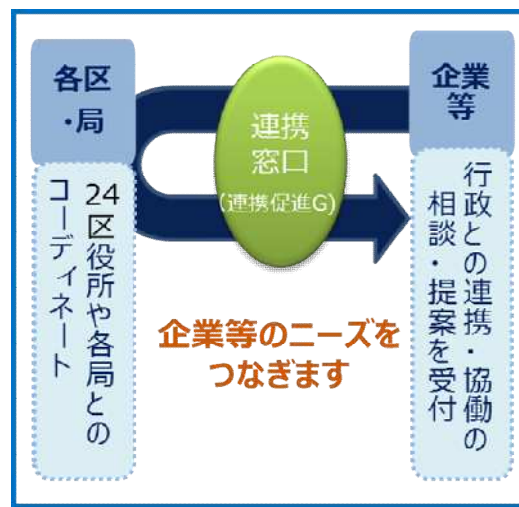 各区
・局
24区役所や各局との
コーディネート
連携
窓口
(連携促進G)
企業のニーズを
つなぎます
企業
等
行政との連携・協働の
相談・提案を受付